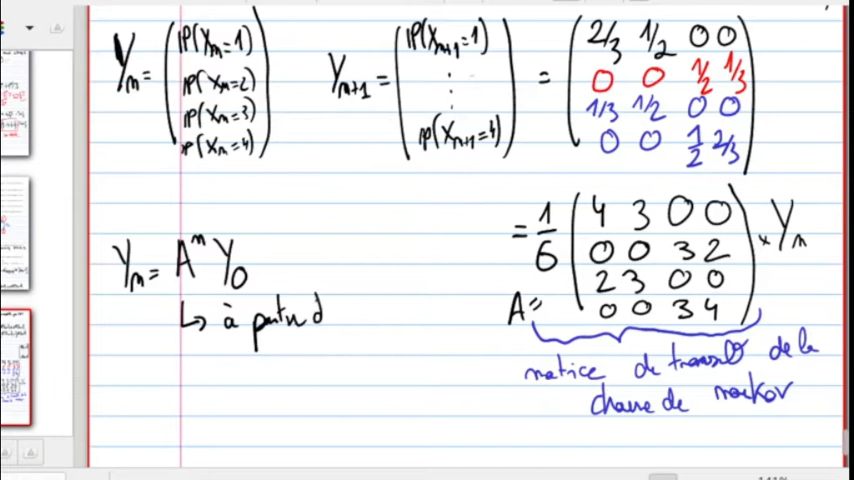 Yₙ = (P(Xₙ=1) P(Xₙ=2) P(Xₙ=3) P(Xₙ=4))
Yₙ₊₁ = (P(Xₙ₊₁=1) ⋮ P(Xₙ₊₁=4)) =
2/3 1/2 0 0
0 0 1/2 1/3
1/3 1/2 0 0
0 0 1/2 2/3
= 1/6 (
4 3 0 0
0 0 3 2
2 3 0 0
0 0 3 4
) × Yₙ
A =
Yₙ = Aⁿ Y₀
↳ à partir d
matrice de de la
chaine de markov